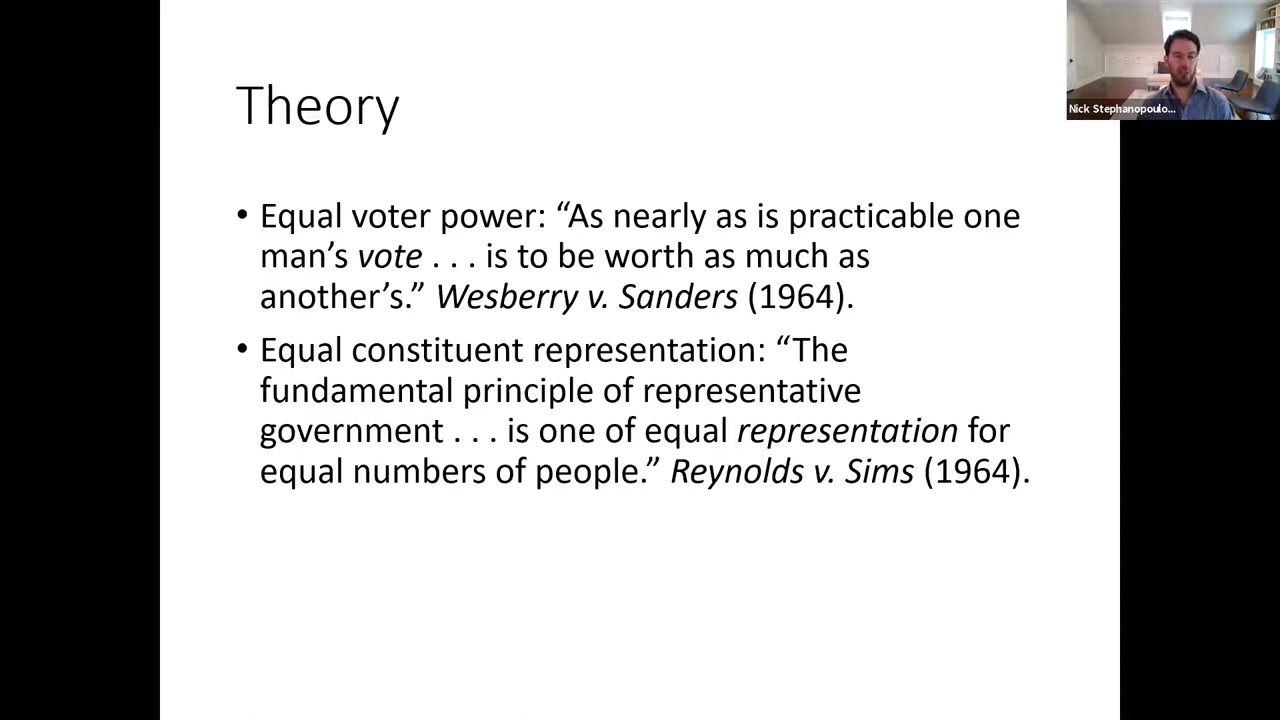 Theory
• Equal voter power: “As nearly as is practicable one
man’s vote . . . is to be worth as much as
another’s.” Wesberry v. Sanders (1964).
• Equal constituent representation: “The
fundamental principle of representative
government . . . is one of equal representation for
equal numbers of people.” Reynolds v. Sims (1964).
Nick Stephanopoulo...